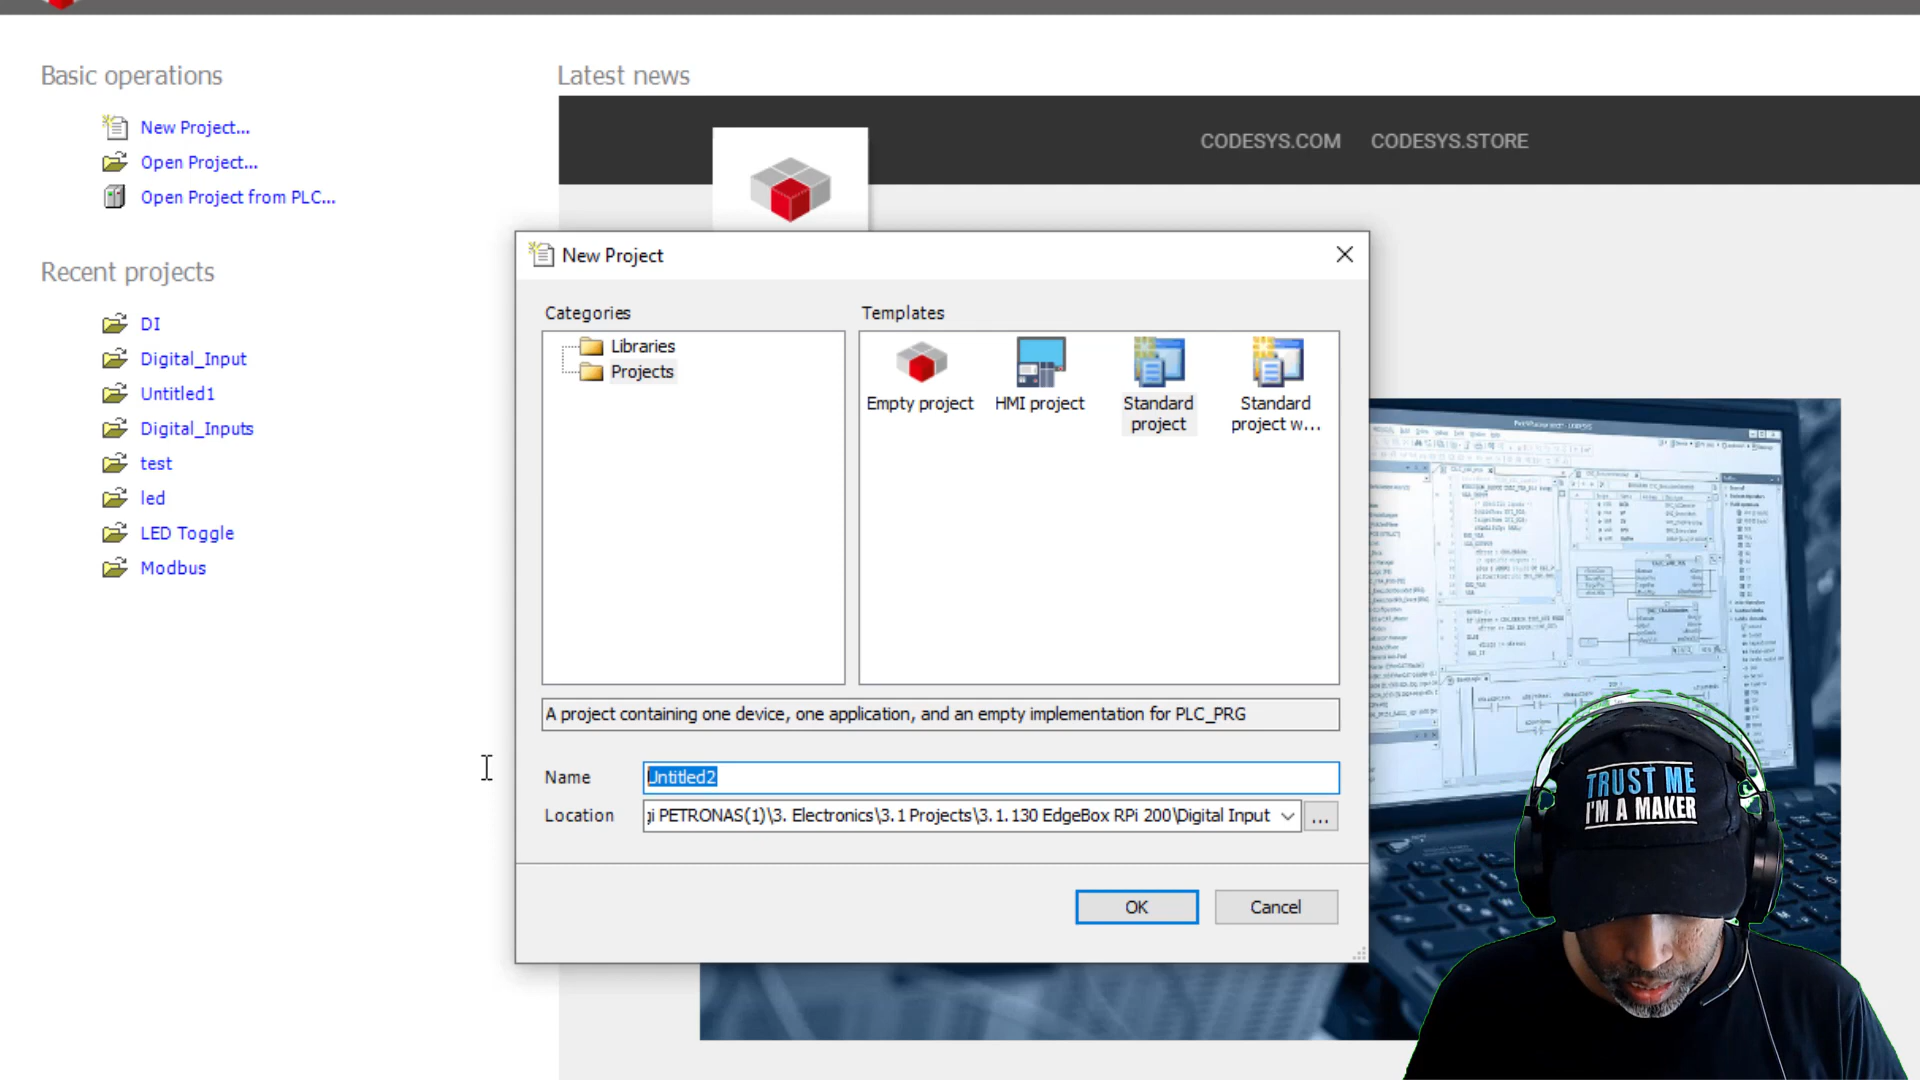 Basic operations
New Project...
Open Project...
Open Project from PLC...
Recent projects
DI
Digital_Input
Untitled1
Digital_Inputs
test
led
LED Toggle
Modbus
Latest news
CODESYS.COM CODESYS.STORE
New Project
Categories
Libraries
Projects
Templates
Empty project
HMI project
Standard
project
Standard
project w...
A project containing one device, one application, and an empty implementation for PLC_PRG
Name Untitled2
Location PETRONAS(1)\3. Electronics\3.1 Projects\3.1.130 EdgeBox RPi 200\Digital Input
...
OK Cancel
TRUST ME
I'M A MAKER